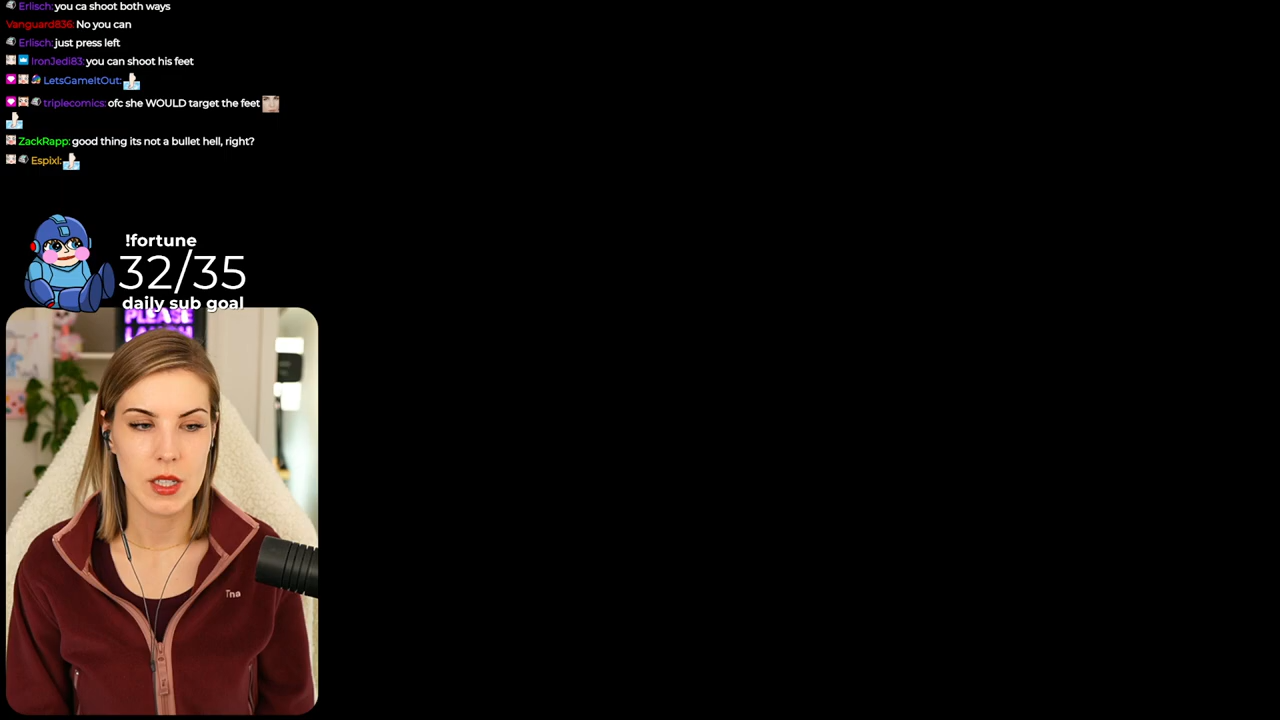 Erlisch: you ca shoot both ways
Vanguard836: No you can
Erlisch: just press left
IronJedi83: you can shoot his feet
LetsGameItOut:
triplecomics: ofc she WOULD target the feet
ZackRapp: good thing its not a bullet hell, right?
Espixl:
!fortune
32/35
daily sub goal
PLEASE
ina